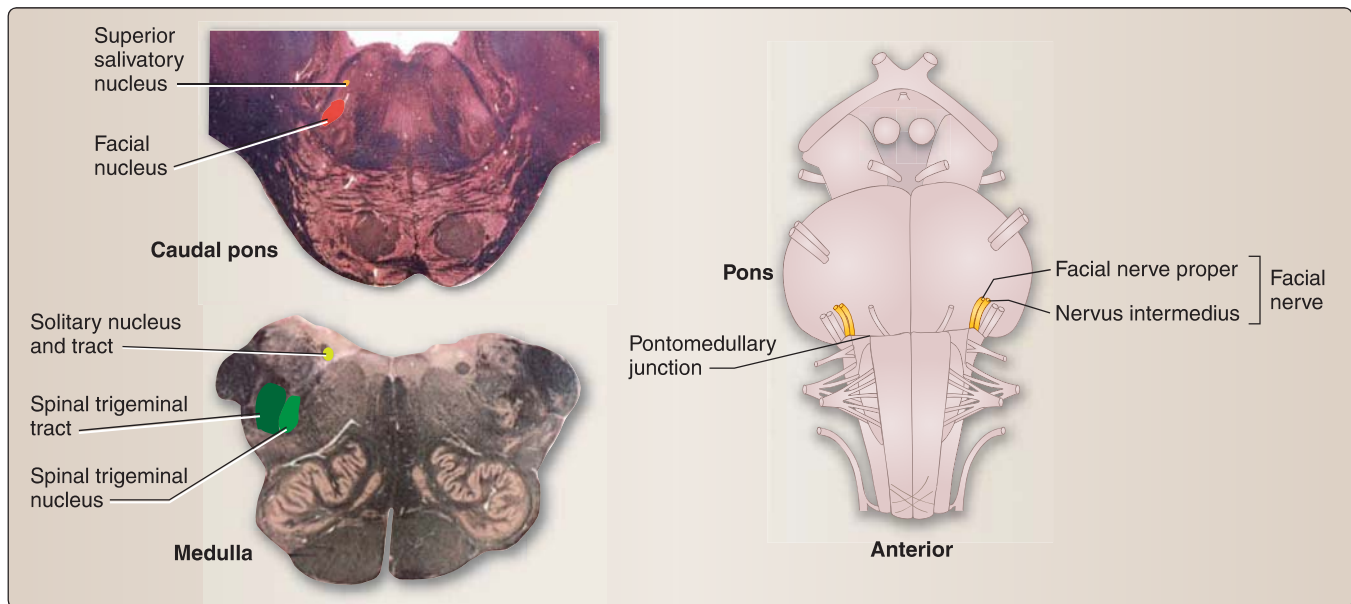 Superior
salivatory
nucleus
Facial
nucleus
Caudal pons
Solitary nucleus
and tract
Spinal trigeminal
tract
Spinal trigeminal
nucleus
Medulla
Pons
Facial nerve proper
Nervus intermedius
Facial
nerve
Pontomedullary
junction
Anterior